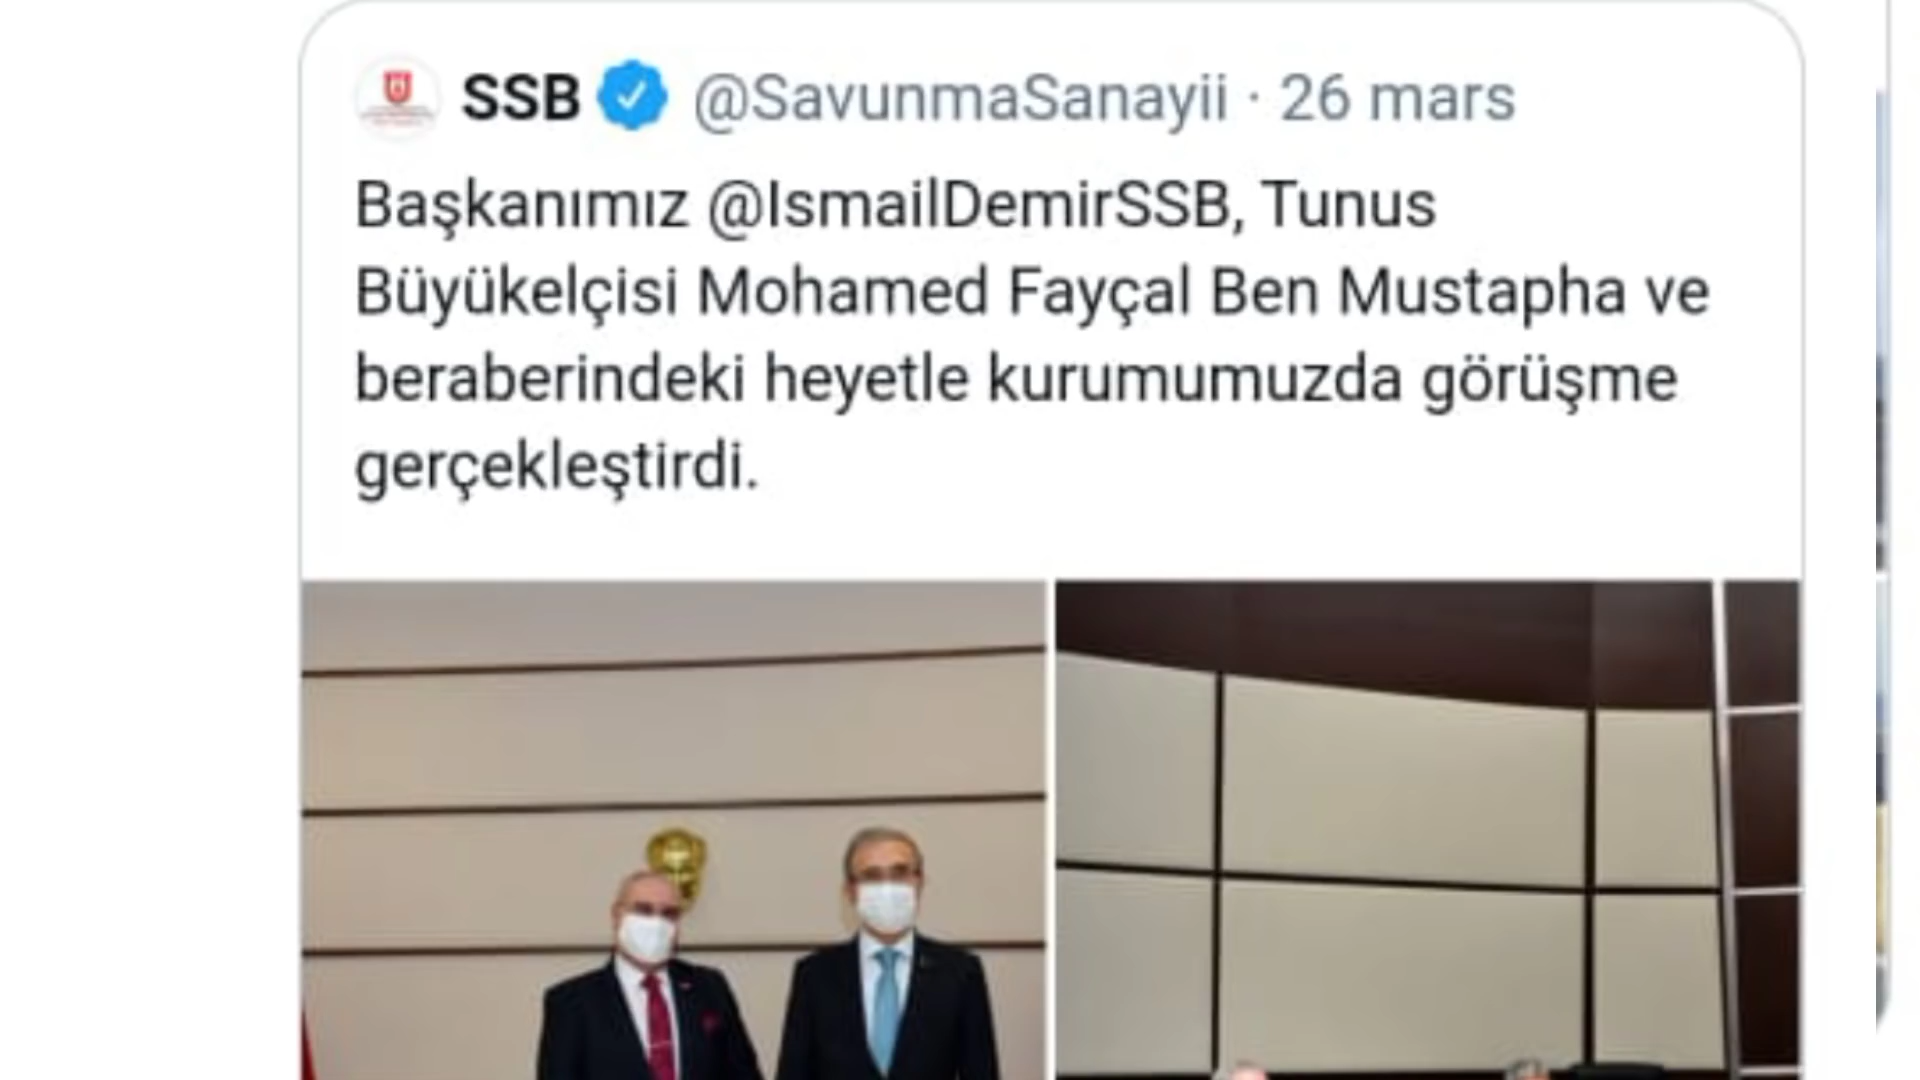 SSB @SavunmaSanayii · 26 mars
Başkanımız @IsmailDemirSSB, Tunus
Büyükelçisi Mohamed Fayçal Ben Mustapha ve
beraberindeki heyetle kurumumuzda görüşme
gerçekleştirdi.